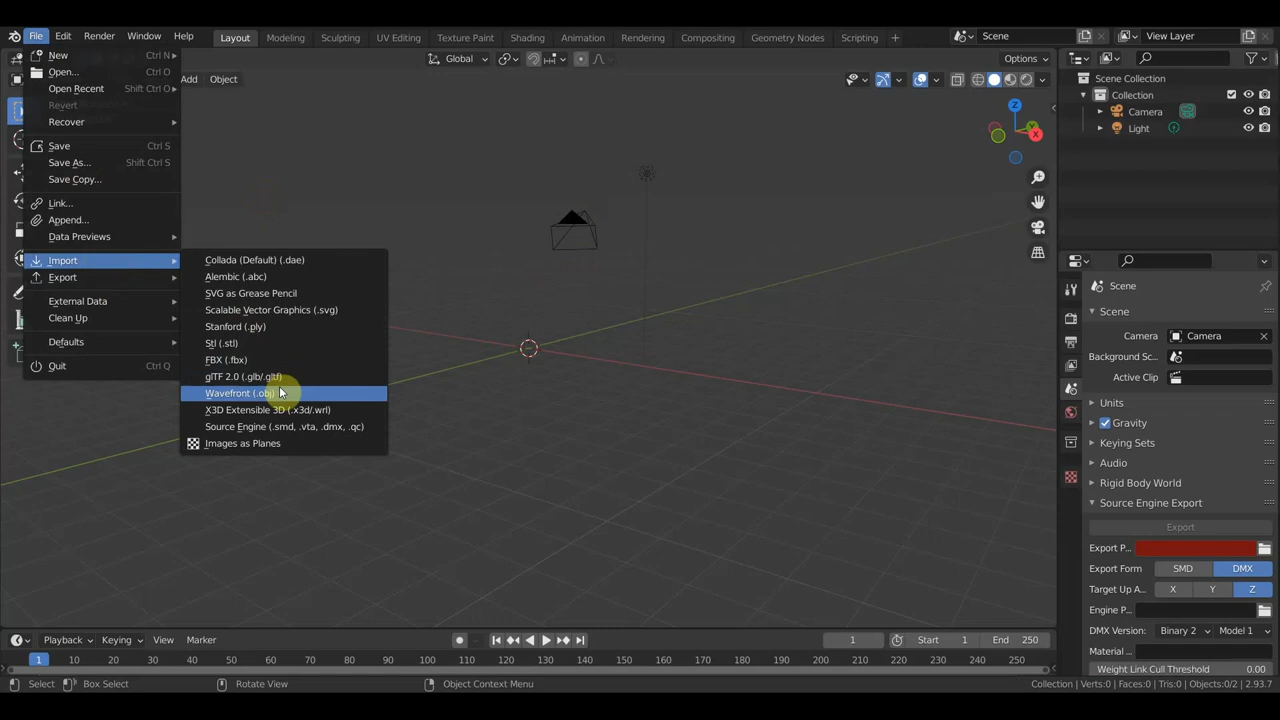 File Edit Render Window Help Layout Modeling Sculpting UV Editing Texture Paint Shading Animation Rendering Compositing Geometry Nodes Scripting + Scene View Layer
New Ctrl N
Open... Ctrl O
Open Recent Shift Ctrl O
Revert
Recover
Save Ctrl S
Save As... Shift Ctrl S
Save Copy...
Link...
Append...
Data Previews
Import
Export
External Data
Clean Up
Defaults
Quit Ctrl Q
Collada (Default) (.dae)
Alembic (.abc)
SVG as Grease Pencil
Scalable Vector Graphics (.svg)
Stanford (.ply)
Stl (.stl)
FBX (.fbx)
glTF 2.0 (.glb/.gltf)
Wavefront (.obj)
X3D Extensible 3D (.x3d/.wrl)
Source Engine (.smd, .vta, .dmx, .qc)
Images as Planes
Global Options
Add Object
Z
Y
X
Scene Collection
Collection
Camera
Light
Scene
Scene
Camera Camera
Background Sc...
Active Clip
Units
Gravity
Keying Sets
Audio
Rigid Body World
Source Engine Export
Export
Export P...
Export Form SMD DMX
Target Up A... X Y Z
Engine P...
DMX Version: Binary 2 Model 1
Weight Link Cull Threshold 0.00
Playback Keying View Marker 1 Start 1 End 250
1 10 20 30 40 50 60 70 80 90 100 110 120 130 140 150 160 170 180 190 200 210 220 230 240 250
Select Box Select Rotate View Object Context Menu Collection | Verts:0 | Faces:0 | Tris:0 | Objects:0/2 | 2.93.7